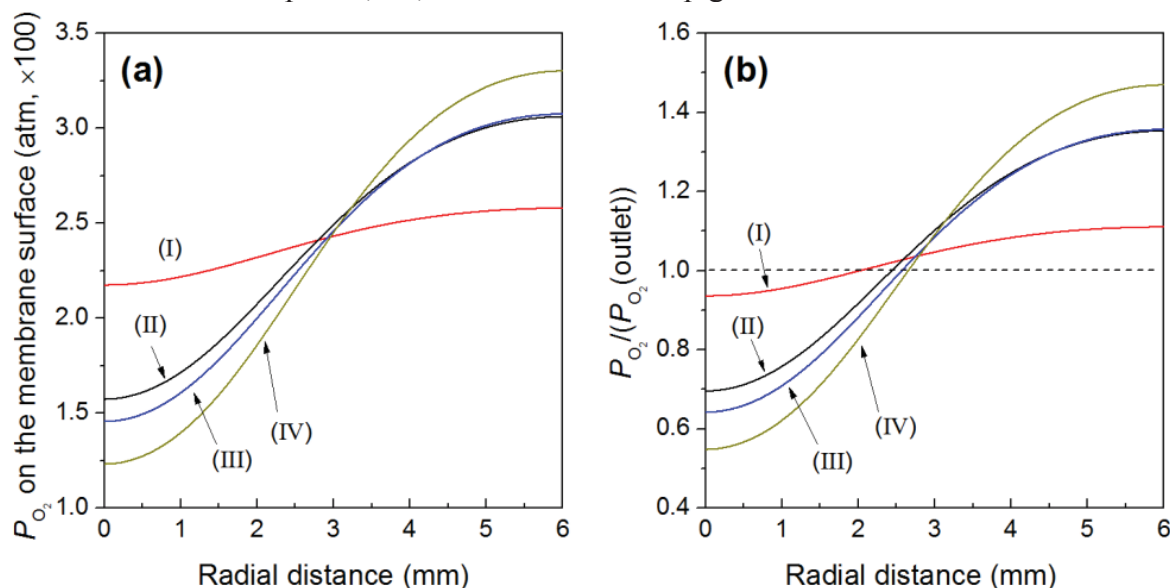 (a)
3.5
3.0
2.5
2.0
1.5
1.0
P_O2 on the membrane surface (atm, ×100)
(I)
(II)
(III)
(IV)
0 1 2 3 4 5 6
Radial distance (mm)
(b)
1.6
1.4
1.2
1.0
0.8
0.6
0.4
P_O2/(P_O2 (outlet))
(I)
(II)
(III)
(IV)
0 1 2 3 4 5 6
Radial distance (mm)